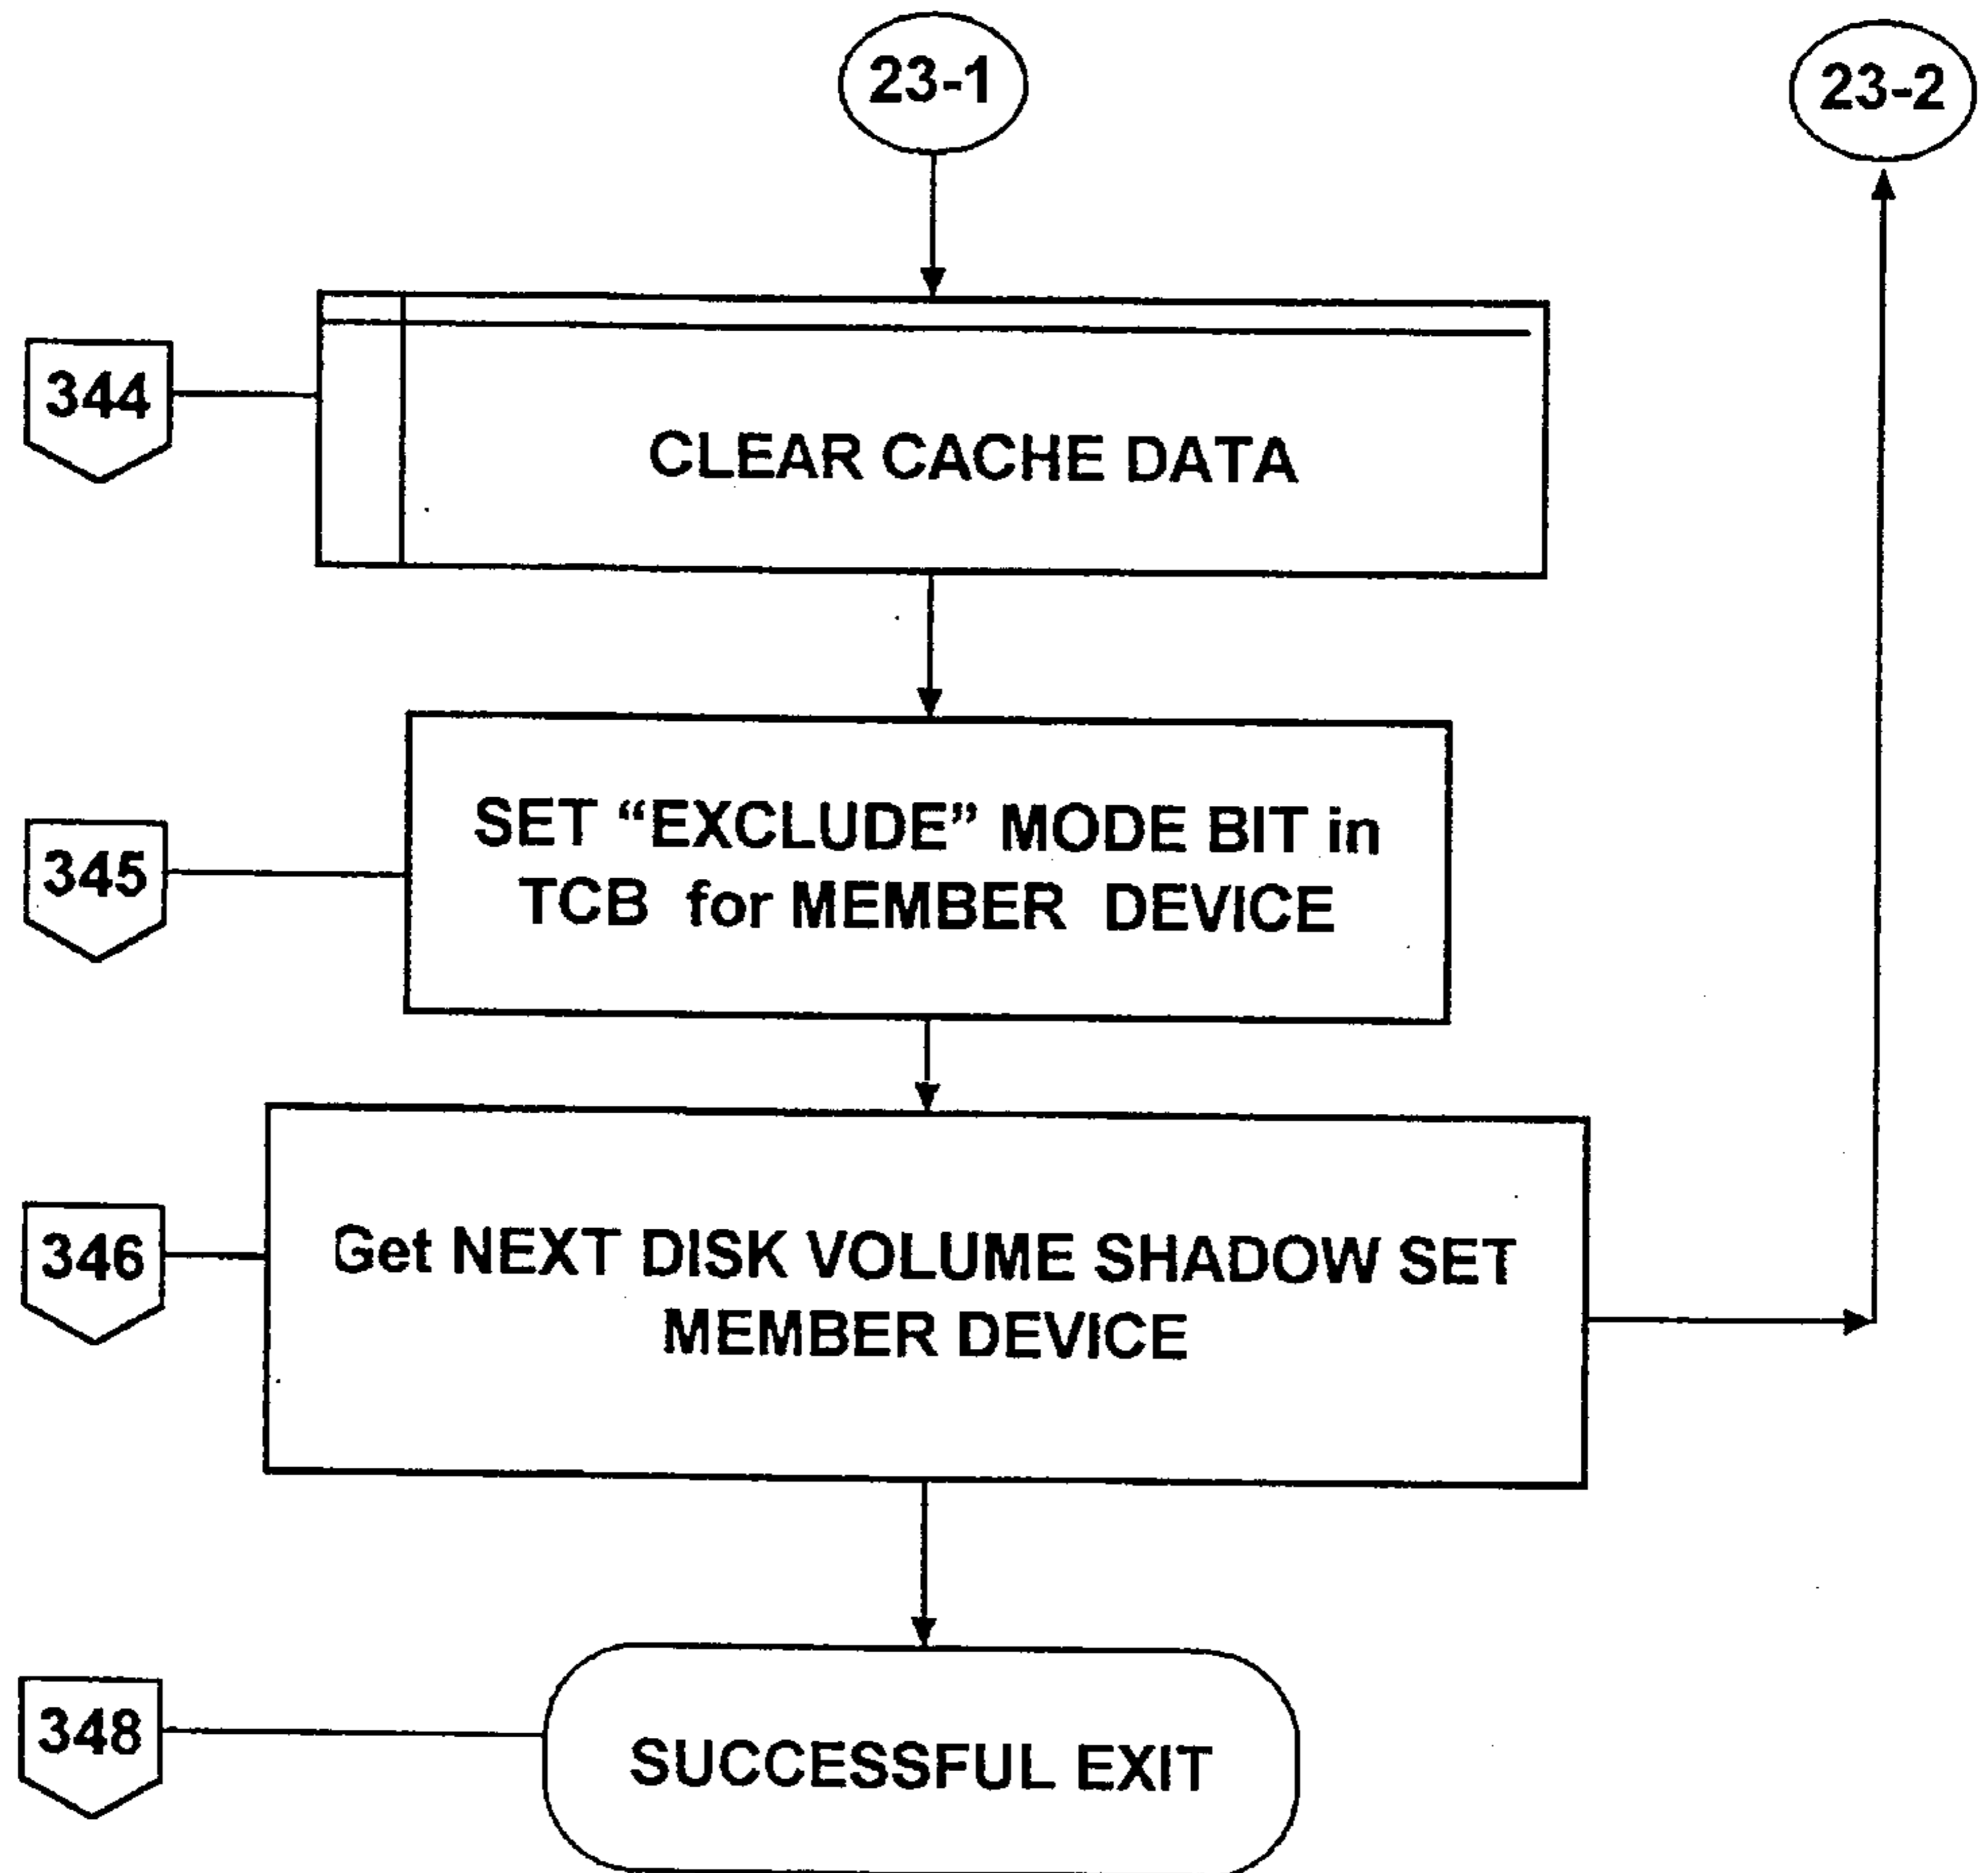 23-1
23-2
344
CLEAR CACHE DATA
345
SET “EXCLUDE” MODE BIT in
TCB for MEMBER DEVICE
346
Get NEXT DISK VOLUME SHADOW SET
MEMBER DEVICE
348
SUCCESSFUL EXIT